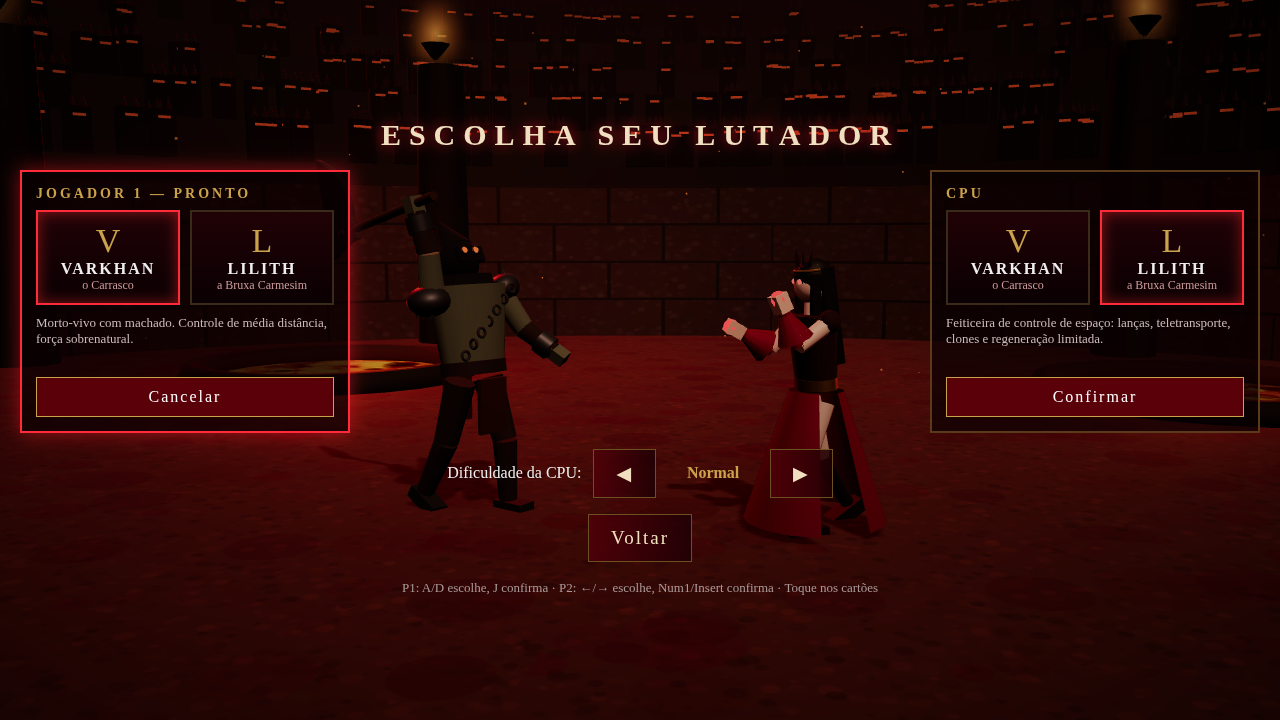 ESCOLHA SEU LUTADOR
JOGADOR 1 — PRONTO
V
VARKHAN
o Carrasco
L
LILITH
a Bruxa Carmesim
Morto-vivo com machado. Controle de média distância,
força sobrenatural.
Cancelar
CPU
V
VARKHAN
o Carrasco
L
LILITH
a Bruxa Carmesim
Feiticeira de controle de espaço: lanças, teletransporte,
clones e regeneração limitada.
Confirmar
Dificuldade da CPU: ◀ Normal ▶
Voltar
P1: A/D escolhe, J confirma · P2: ←/→ escolhe, Num1/Insert confirma · Toque nos cartões